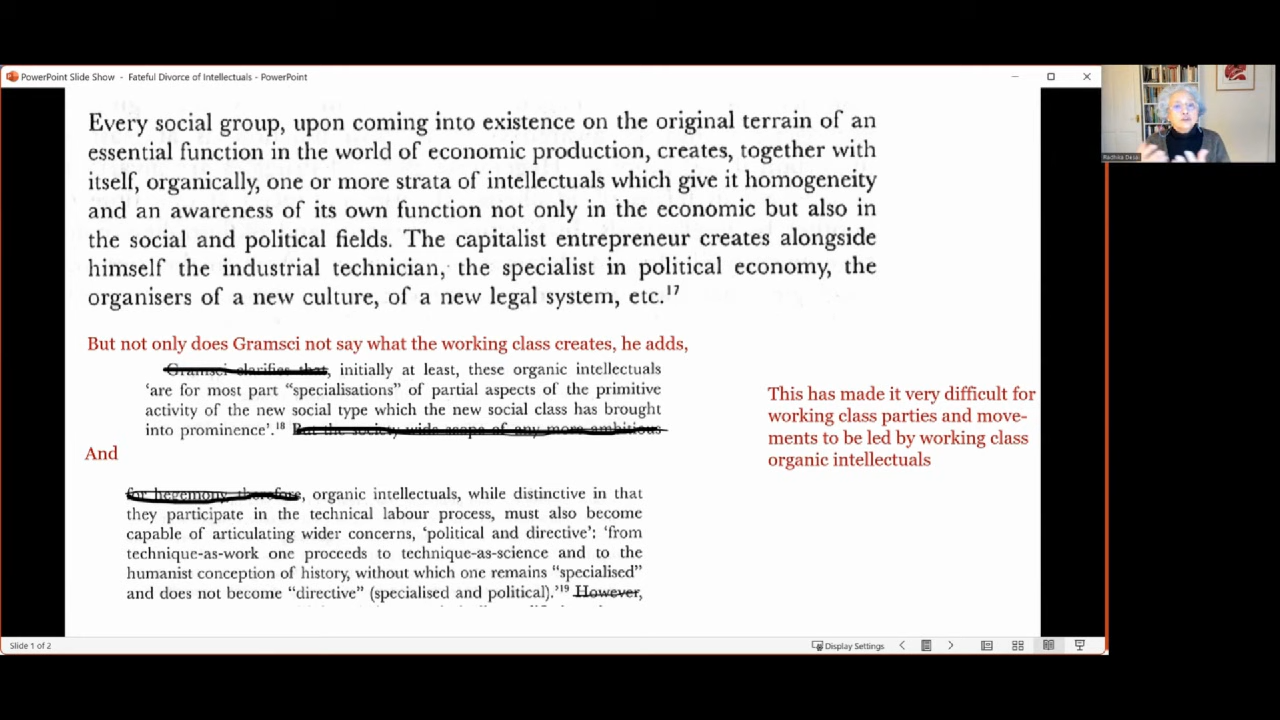 PowerPoint Slide Show - Fateful Divorce of Intellectuals - PowerPoint
Every social group, upon coming into existence on the original terrain of an
essential function in the world of economic production, creates, together with
itself, organically, one or more strata of intellectuals which give it homogeneity
and an awareness of its own function not only in the economic but also in
the social and political fields. The capitalist entrepreneur creates alongside
himself the industrial technician, the specialist in political economy, the
organisers of a new culture, of a new legal system, etc.17
But not only does Gramsci not say what the working class creates, he adds,
Gramsci clarifies that, initially at least, these organic intellectuals
‘are for most part “specialisations” of partial aspects of the primitive
activity of the new social type which the new social class has brought
into prominence’.18 But the society-wide scope of any more ambitious
And
for hegemony, therefore, organic intellectuals, while distinctive in that
they participate in the technical labour process, must also become
capable of articulating wider concerns, ‘political and directive’: ‘from
technique-as-work one proceeds to technique-as-science and to the
humanist conception of history, without which one remains “specialised”
and does not become “directive” (specialised and political).’19 However,
This has made it very difficult for
working class parties and move-
ments to be led by working class
organic intellectuals
Slide 1 of 2
Display Settings
Radhika